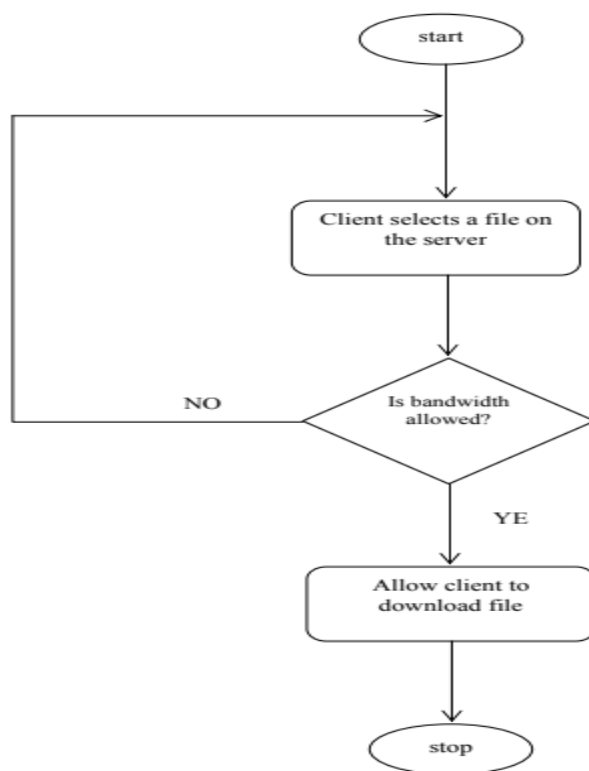 start
Client selects a file on
the server
Is bandwidth
allowed?
NO
YE
Allow client to
download file
stop